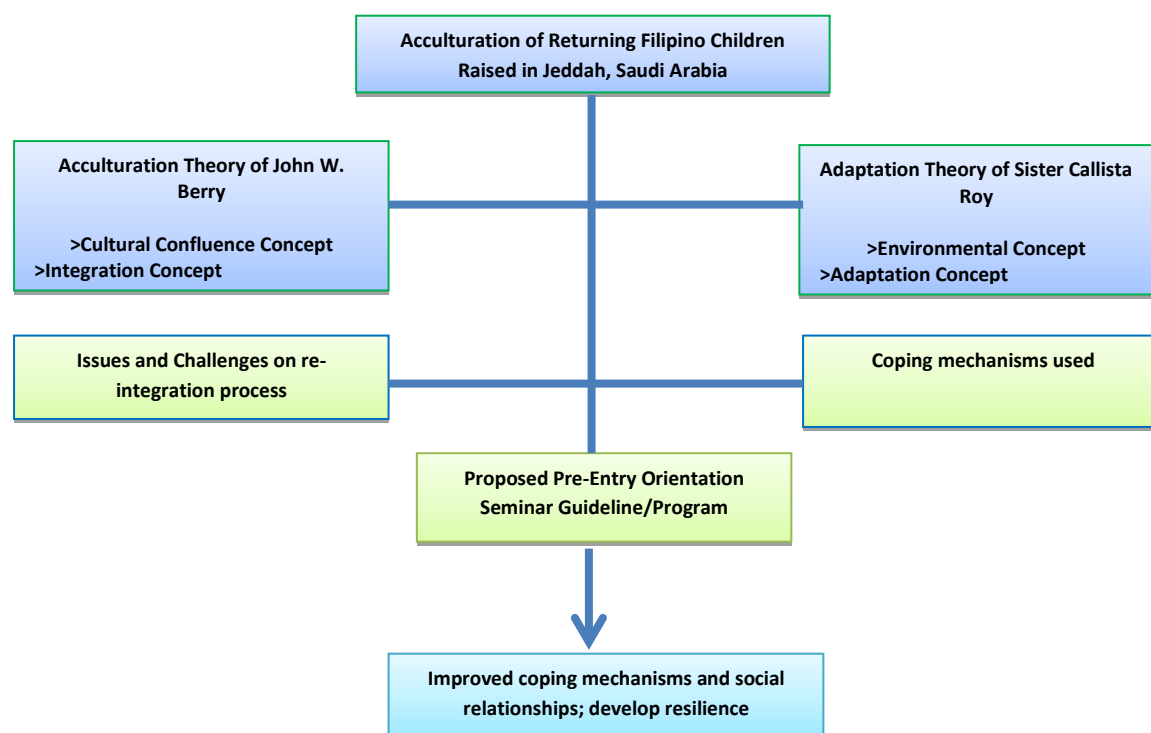 Acculturation of Returning Filipino Children
Raised in Jeddah, Saudi Arabia
Acculturation Theory of John W.
Berry
>Cultural Confluence Concept
>Integration Concept
Adaptation Theory of Sister Callista
Roy
>Environmental Concept
>Adaptation Concept
Issues and Challenges on re-
integration process
Coping mechanisms used
Proposed Pre-Entry Orientation
Seminar Guideline/Program
Improved coping mechanisms and social
relationships; develop resilience